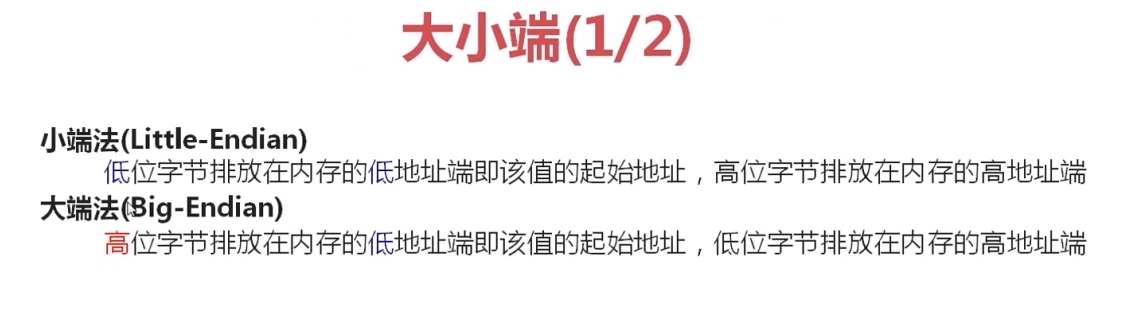 大小端(1/2)
小端法(Little-Endian)
低位字节排放在内存的低地址端即该值的起始地址，高位字节排放在内存的高地址端
大端法(Big-Endian)
高位字节排放在内存的低地址端即该值的起始地址，低位字节排放在内存的高地址端